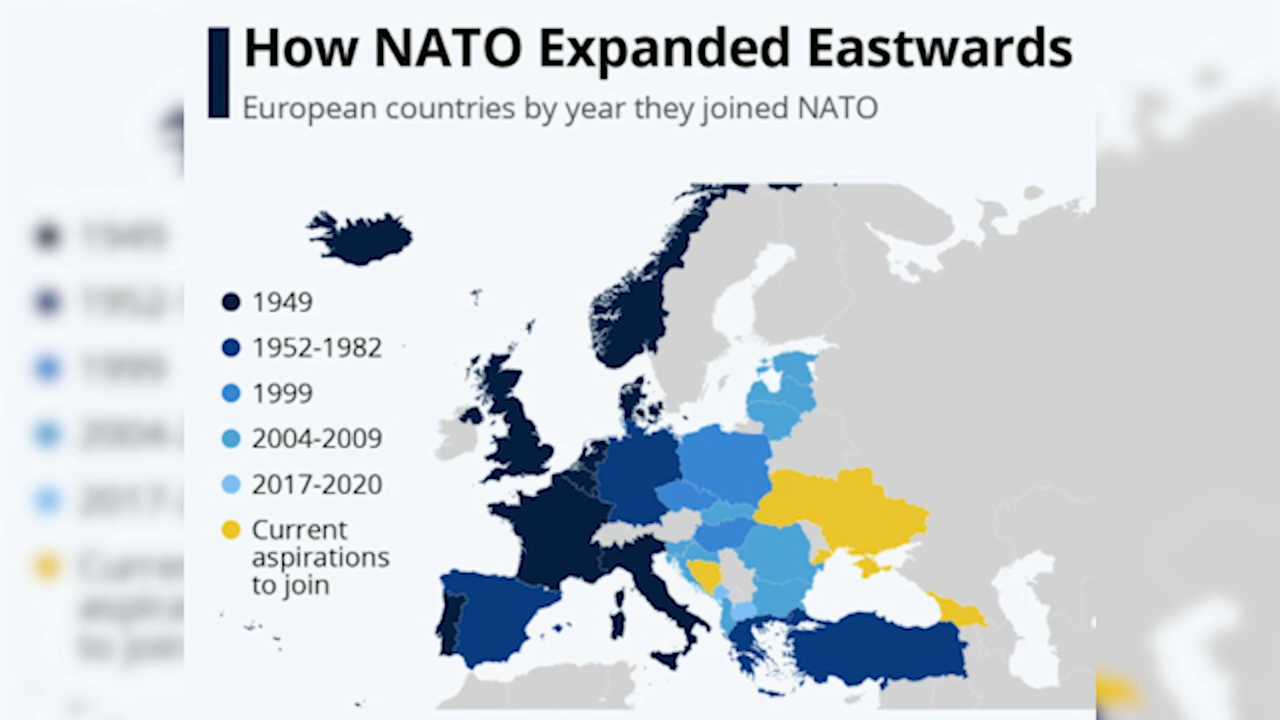 How NATO Expanded Eastwards
European countries by year they joined NATO
1949
1952-1982
1999
2004-2009
2017-2020
Current
aspirations
to join